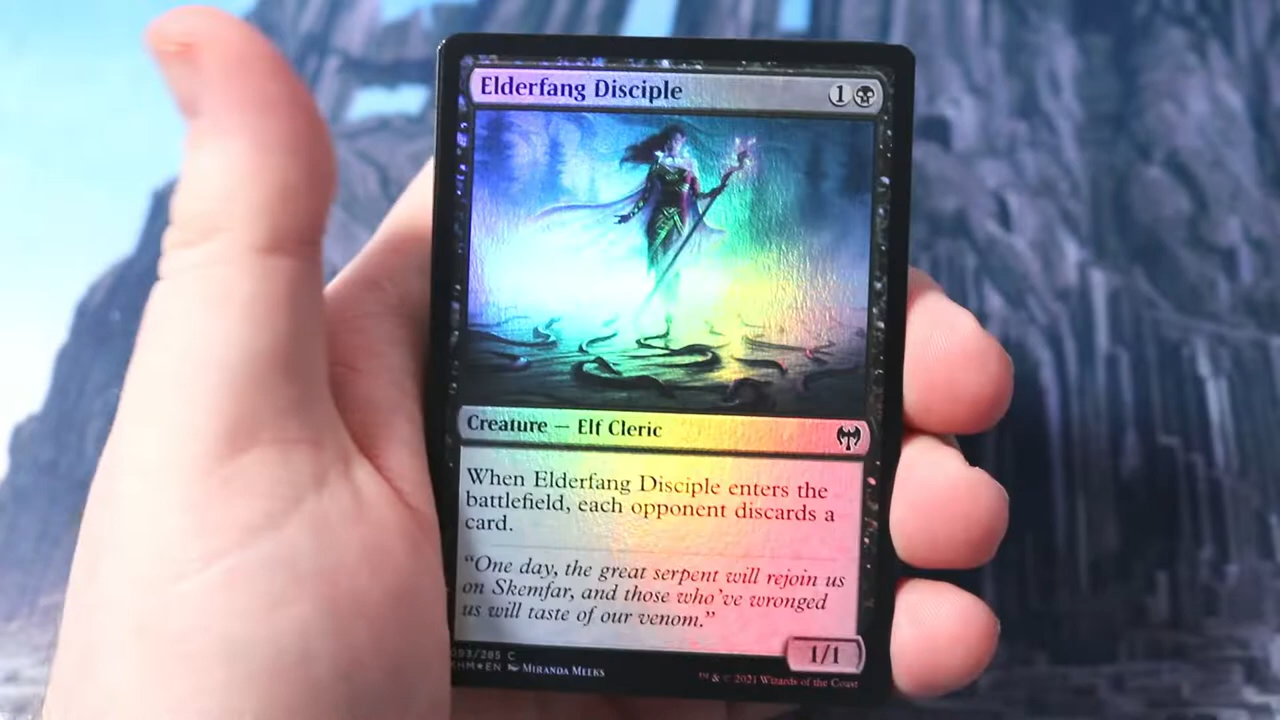 Elderfang Disciple 1
Creature — Elf Cleric
When Elderfang Disciple enters the
battlefield, each opponent discards a
card.
“One day, the great serpent will rejoin us
on Skemfar, and those who’ve wronged
us will taste of our venom.”
1/1
093/285 C
KHM★EN Miranda Meeks
™ & © 2021 Wizards of the Coast